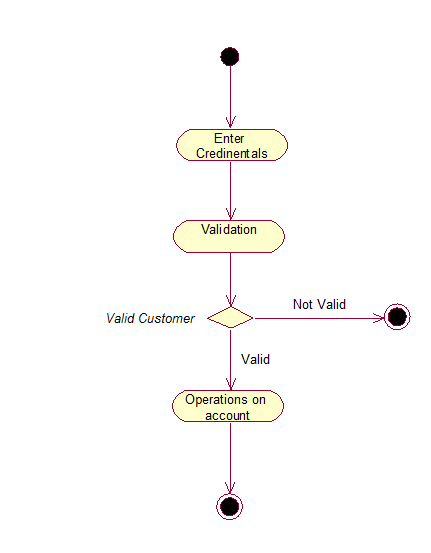 Enter
Credinentals
Validation
Not Valid
Valid Customer
Valid
Operations on
account